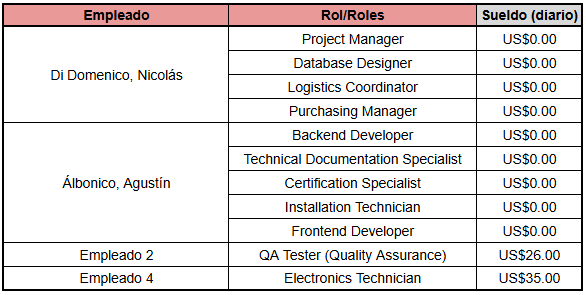 Empleado Rol/Roles Sueldo (diario)
Di Domenico, Nicolás Project Manager US$0.00
Database Designer US$0.00
Logistics Coordinator US$0.00
Purchasing Manager US$0.00
Álbonico, Agustín Backend Developer US$0.00
Technical Documentation Specialist US$0.00
Certification Specialist US$0.00
Installation Technician US$0.00
Frontend Developer US$0.00
Empleado 2 QA Tester (Quality Assurance) US$26.00
Empleado 4 Electronics Technician US$35.00